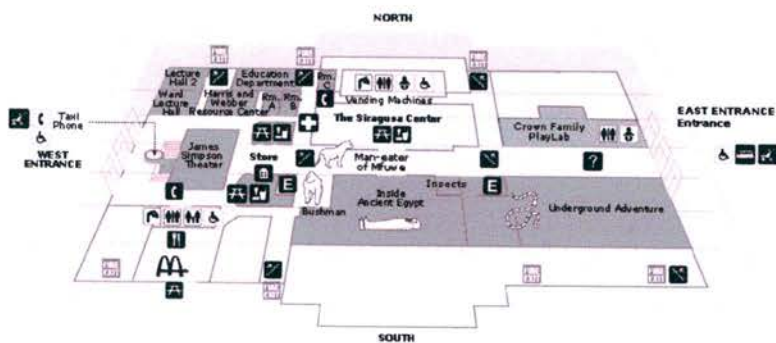 NORTH
Lecture
Hall 2
Education
Department
Rm.
C
Ward
Lecture
Hall
Harris and
Webber
Resource Center
Rm.
A
Rm.
B
Vending Machines
The Siragusa Center
Crown Family
PlayLab
EAST ENTRANCE
Entrance
Taxi
Phone
WEST
ENTRANCE
James
Simpson
Theater
Store
Man-eater
of Mfuwe
?
E
Bushman
Inside
Ancient Egypt
Insects
E
Underground Adventure
SOUTH